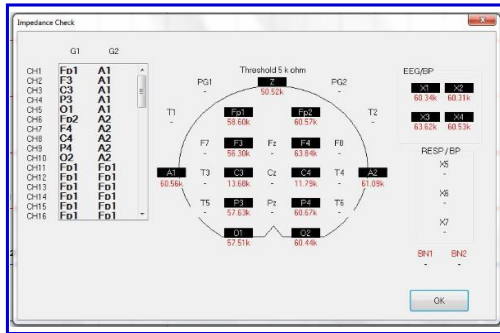 Impedance Check
G1 G2
CH1 Fp1 A1
CH2 F3 A1
CH3 C3 A1
CH4 P3 A1
CH5 O1 A1
CH6 Fp2 A2
CH7 F4 A2
CH8 C4 A2
CH9 P4 A2
CH10 O2 A2
CH11 Fp1 Fp1
CH12 Fp1 Fp1
CH13 Fp1 Fp1
CH14 Fp1 Fp1
CH15 Fp1 Fp1
CH16 Fp1 Fp1
Threshold 5 k ohm
PG1 Z PG2
- 50.52k -
T1 Fp1 Fp2 T2
- 58.60k 60.57k -
F7 F3 Fz F4 F8
- 56.30k - 63.84k -
A1 T3 C3 Cz C4 T4 A2
60.56k - 13.68k - 11.79k - 61.09k
T5 P3 Pz P4 T6
- 57.63k - 60.67k -
O1 O2
57.51k 60.44k
EEG/BP
X1 X2
60.34k 60.31k
X3 X4
63.62k 60.53k
RESP / BP
X5
-
X6
-
X7
-
BN1 BN2
- -
OK